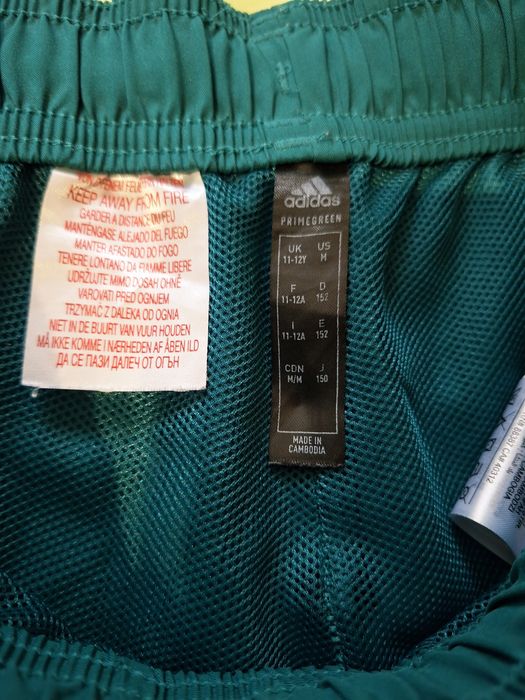 KEEP AWAY FROM FIRE
GARDER A DISTANCE DU FEU
MANTÉNGASE ALEJADO DEL FUEGO
MANTER AFASTADO DO FOGO
TENERE LONTANO DA FIAMME LIBERE
UDRŽUJTE MIMO DOSAH OHNĚ
VAROVATI PRED OGNJEM
TRZYMAĆ Z DALEKA OD OGNIA
NIET IN DE BUURT VAN VUUR HOUDEN
MÅ IKKE KOMME I NÆRHEDEN AF ÅBEN ILD
ДА СЕ ПАЗИ ДАЛЕЧ ОТ ОГЪН
adidas
PRIMEGREEN
UK US
11-12Y M
F D
11-12A 152
I E
11-12A 152
CDN J
M/M 150
MADE IN
CAMBODIA
CA# 40312